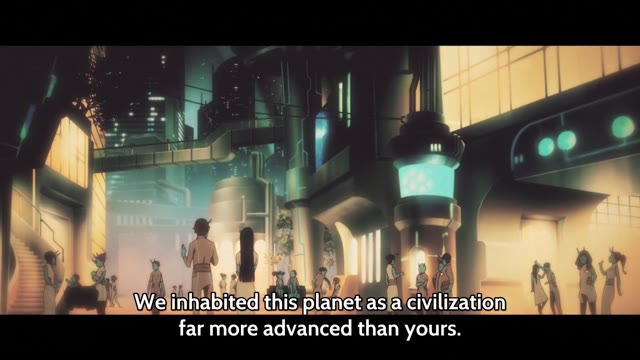 We inhabited this planet as a civilization
far more advanced than yours.